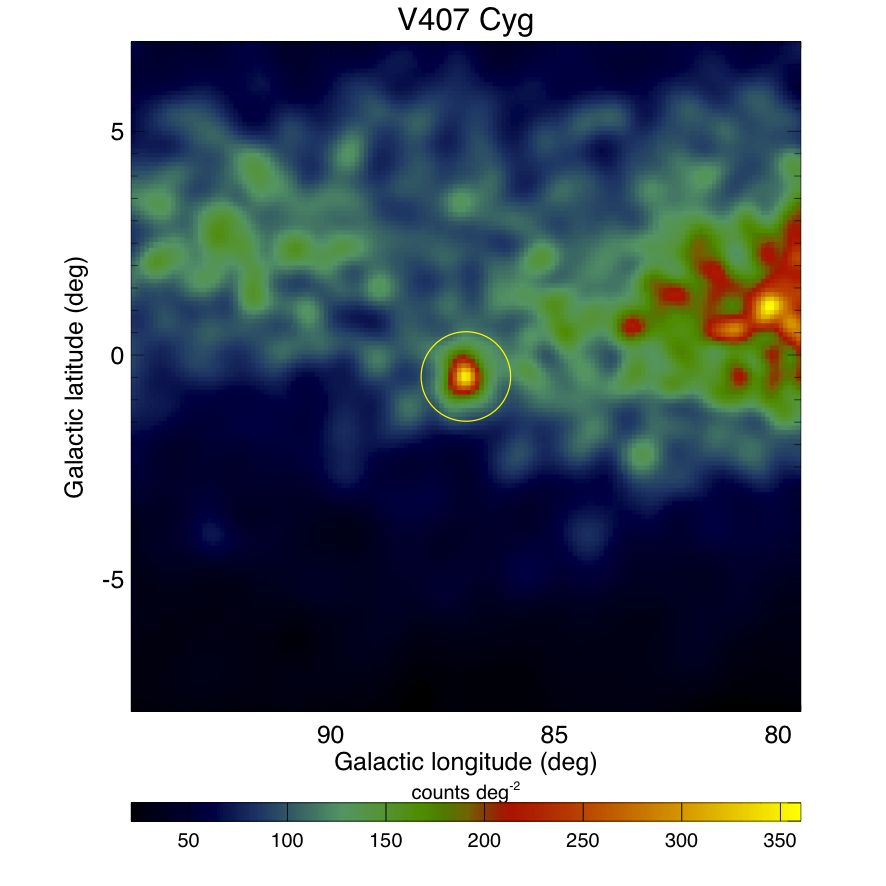 V407 Cyg
5
0
-5
Galactic latitude (deg)
90 85 80
Galactic longitude (deg)
counts deg-2
50 100 150 200 250 300 350